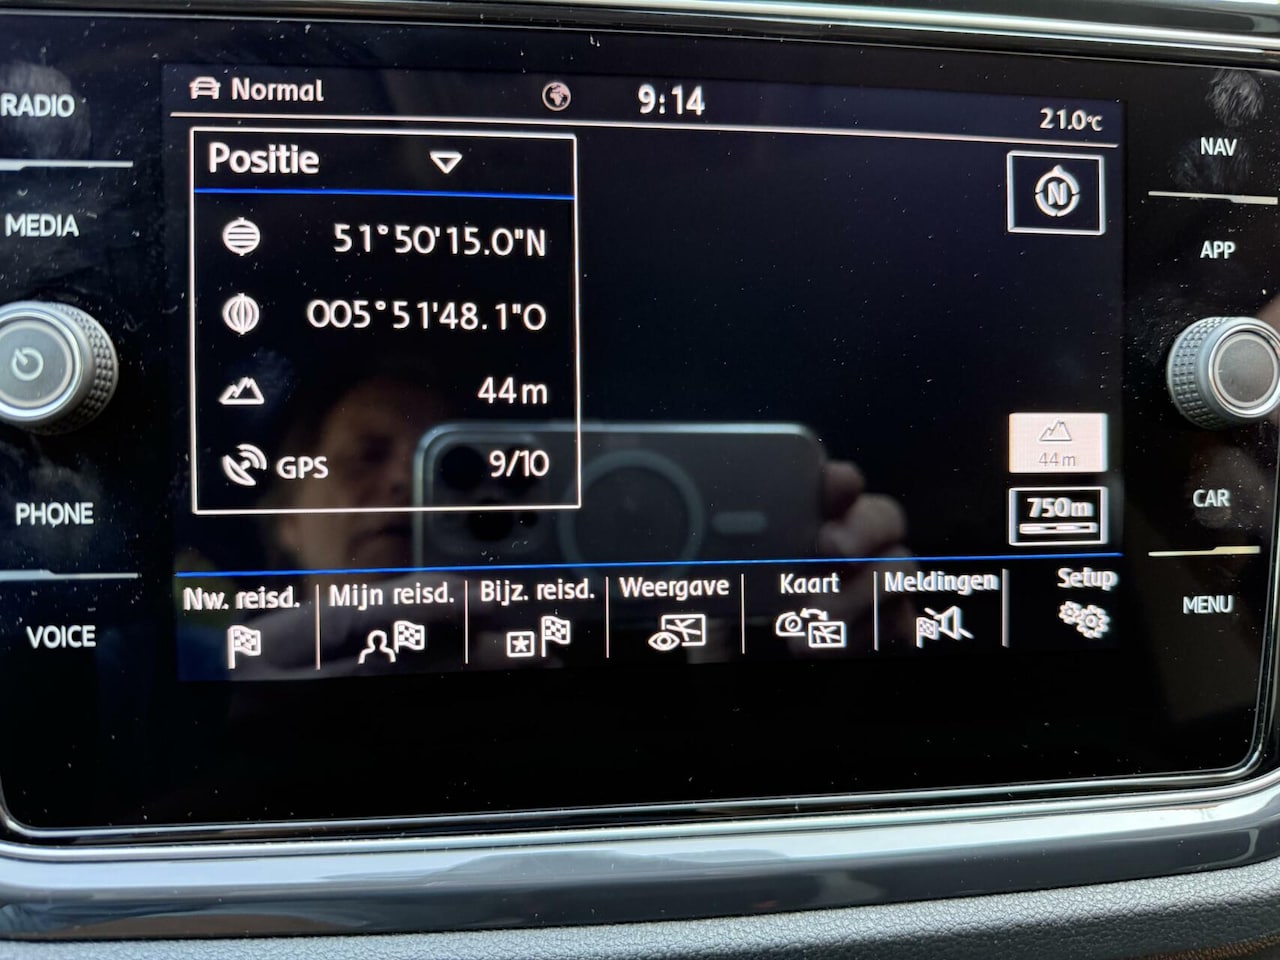 RADIO
MEDIA
PHONE
VOICE
Normal
9:14
21.0°C
Positie
51°50'15.0"N
005°51'48.1"O
44m
GPS 9/10
N
44m
750m
Nw. reisd.
Mijn reisd.
Bijz. reisd.
Weergave
Kaart
Meldingen
Setup
NAV
APP
CAR
MENU